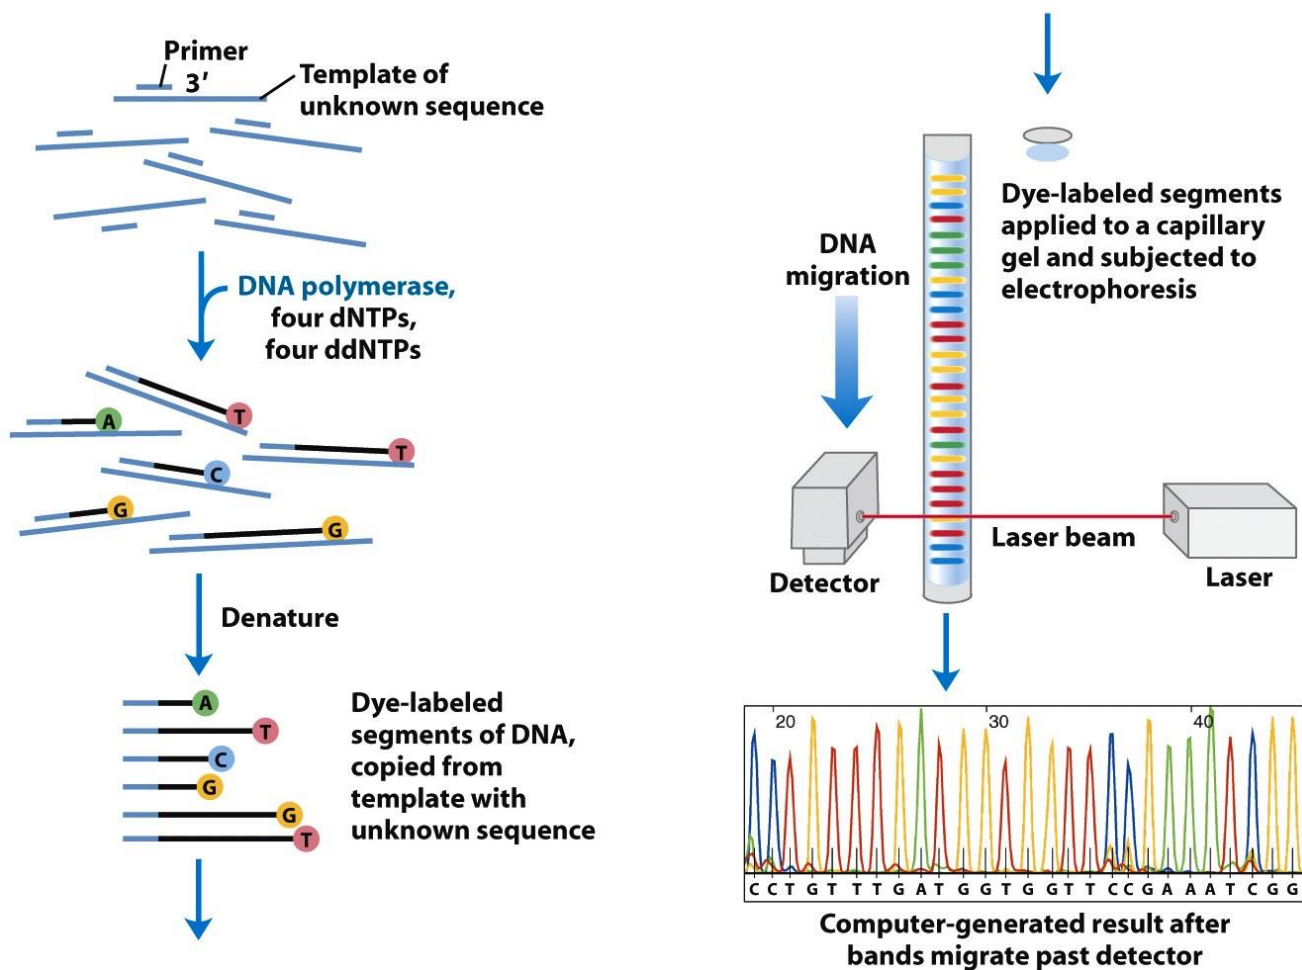 Primer
3′
Template of
unknown sequence
DNA polymerase,
four dNTPs,
four ddNTPs
A
T
T
C
G
G
Denature
A
T
C
G
G
T
Dye-labeled
segments of DNA,
copied from
template with
unknown sequence
Dye-labeled segments
applied to a capillary
gel and subjected to
electrophoresis
DNA
migration
Detector
Laser beam
Laser
20 30 40
C C T G T T T G A T G G T G G T T C C G A A A T C G G
Computer-generated result after
bands migrate past detector